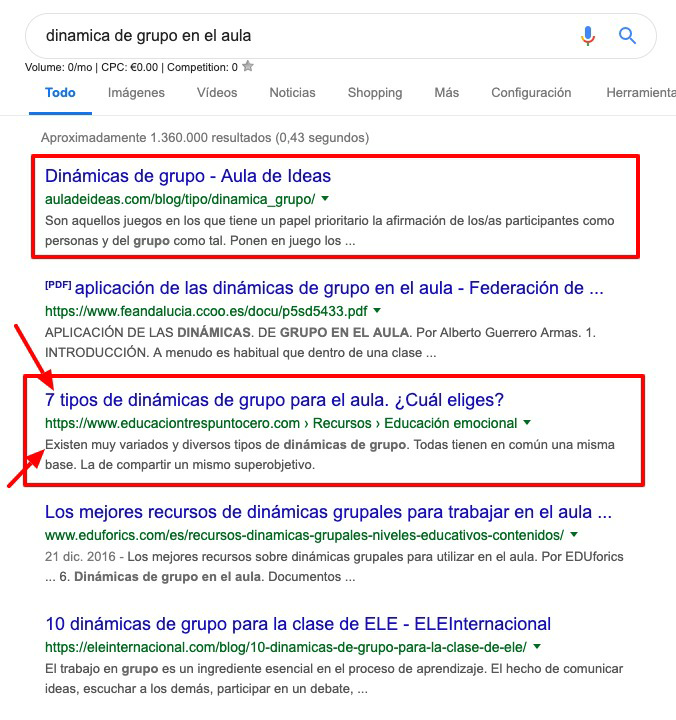 dinamica de grupo en el aula
Volume: 0/mo | CPC: €0.00 | Competition: 0
Todo Imágenes Vídeos Noticias Shopping Más Configuración Herramienta
Aproximadamente 1.360.000 resultados (0,43 segundos)
Dinámicas de grupo - Aula de Ideas
auladeideas.com/blog/tipo/dinamica_grupo/
Son aquellos juegos en los que tiene un papel prioritario la afirmación de los/as participantes como
personas y del grupo como tal. Ponen en juego los ...
[PDF] aplicación de las dinámicas de grupo en el aula - Federación de ...
https://www.feandalucia.ccoo.es/docu/p5sd5433.pdf
APLICACIÓN DE LAS DINÁMICAS. DE GRUPO EN EL AULA. Por Alberto Guerrero Armas. 1.
INTRODUCCIÓN. A menudo es habitual que dentro de una clase ...
7 tipos de dinámicas de grupo para el aula. ¿Cuál eliges?
https://www.educaciontrespuntocero.com › Recursos › Educación emocional
Existen muy variados y diversos tipos de dinámicas de grupo. Todas tienen en común una misma
base. La de compartir un mismo superobjetivo.
Los mejores recursos de dinámicas grupales para trabajar en el aula ...
www.eduforics.com/es/recursos-dinamicas-grupales-niveles-educativos-contenidos/
21 dic. 2016 - Los mejores recursos sobre dinámicas grupales para utilizar en el aula. Por EDUforics
... 6. Dinámicas de grupo en el aula. Documentos ...
10 dinámicas de grupo para la clase de ELE - ELEInternacional
https://eleinternacional.com/blog/10-dinamicas-de-grupo-para-la-clase-de-ele/
El trabajo en grupo es un ingrediente esencial en el proceso de aprendizaje. El hecho de comunicar
ideas, escuchar a los demás, participar en un debate, ...